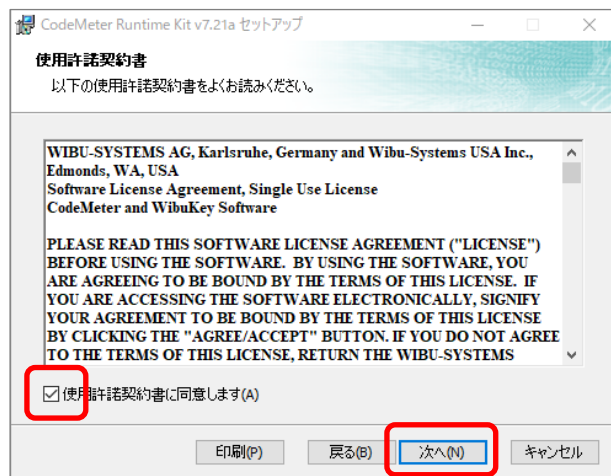 CodeMeter Runtime Kit v7.21a セットアップ
使用許諾契約書
以下の使用許諾契約書をよくお読みください。
WIBU-SYSTEMS AG, Karlsruhe, Germany and Wibu-Systems USA Inc.,
Edmonds, WA, USA
Software License Agreement, Single Use License
CodeMeter and WibuKey Software
PLEASE READ THIS SOFTWARE LICENSE AGREEMENT ("LICENSE")
BEFORE USING THE SOFTWARE.  BY USING THE SOFTWARE, YOU
ARE AGREEING TO BE BOUND BY THE TERMS OF THIS LICENSE.  IF
YOU ARE ACCESSING THE SOFTWARE ELECTRONICALLY, SIGNIFY
YOUR AGREEMENT TO BE BOUND BY THE TERMS OF THIS LICENSE
BY CLICKING THE "AGREE/ACCEPT" BUTTON. IF YOU DO NOT AGREE
TO THE TERMS OF THIS LICENSE, RETURN THE WIBU-SYSTEMS
使用許諾契約書に同意します(A)
印刷(P) 戻る(B) 次へ(N) キャンセル